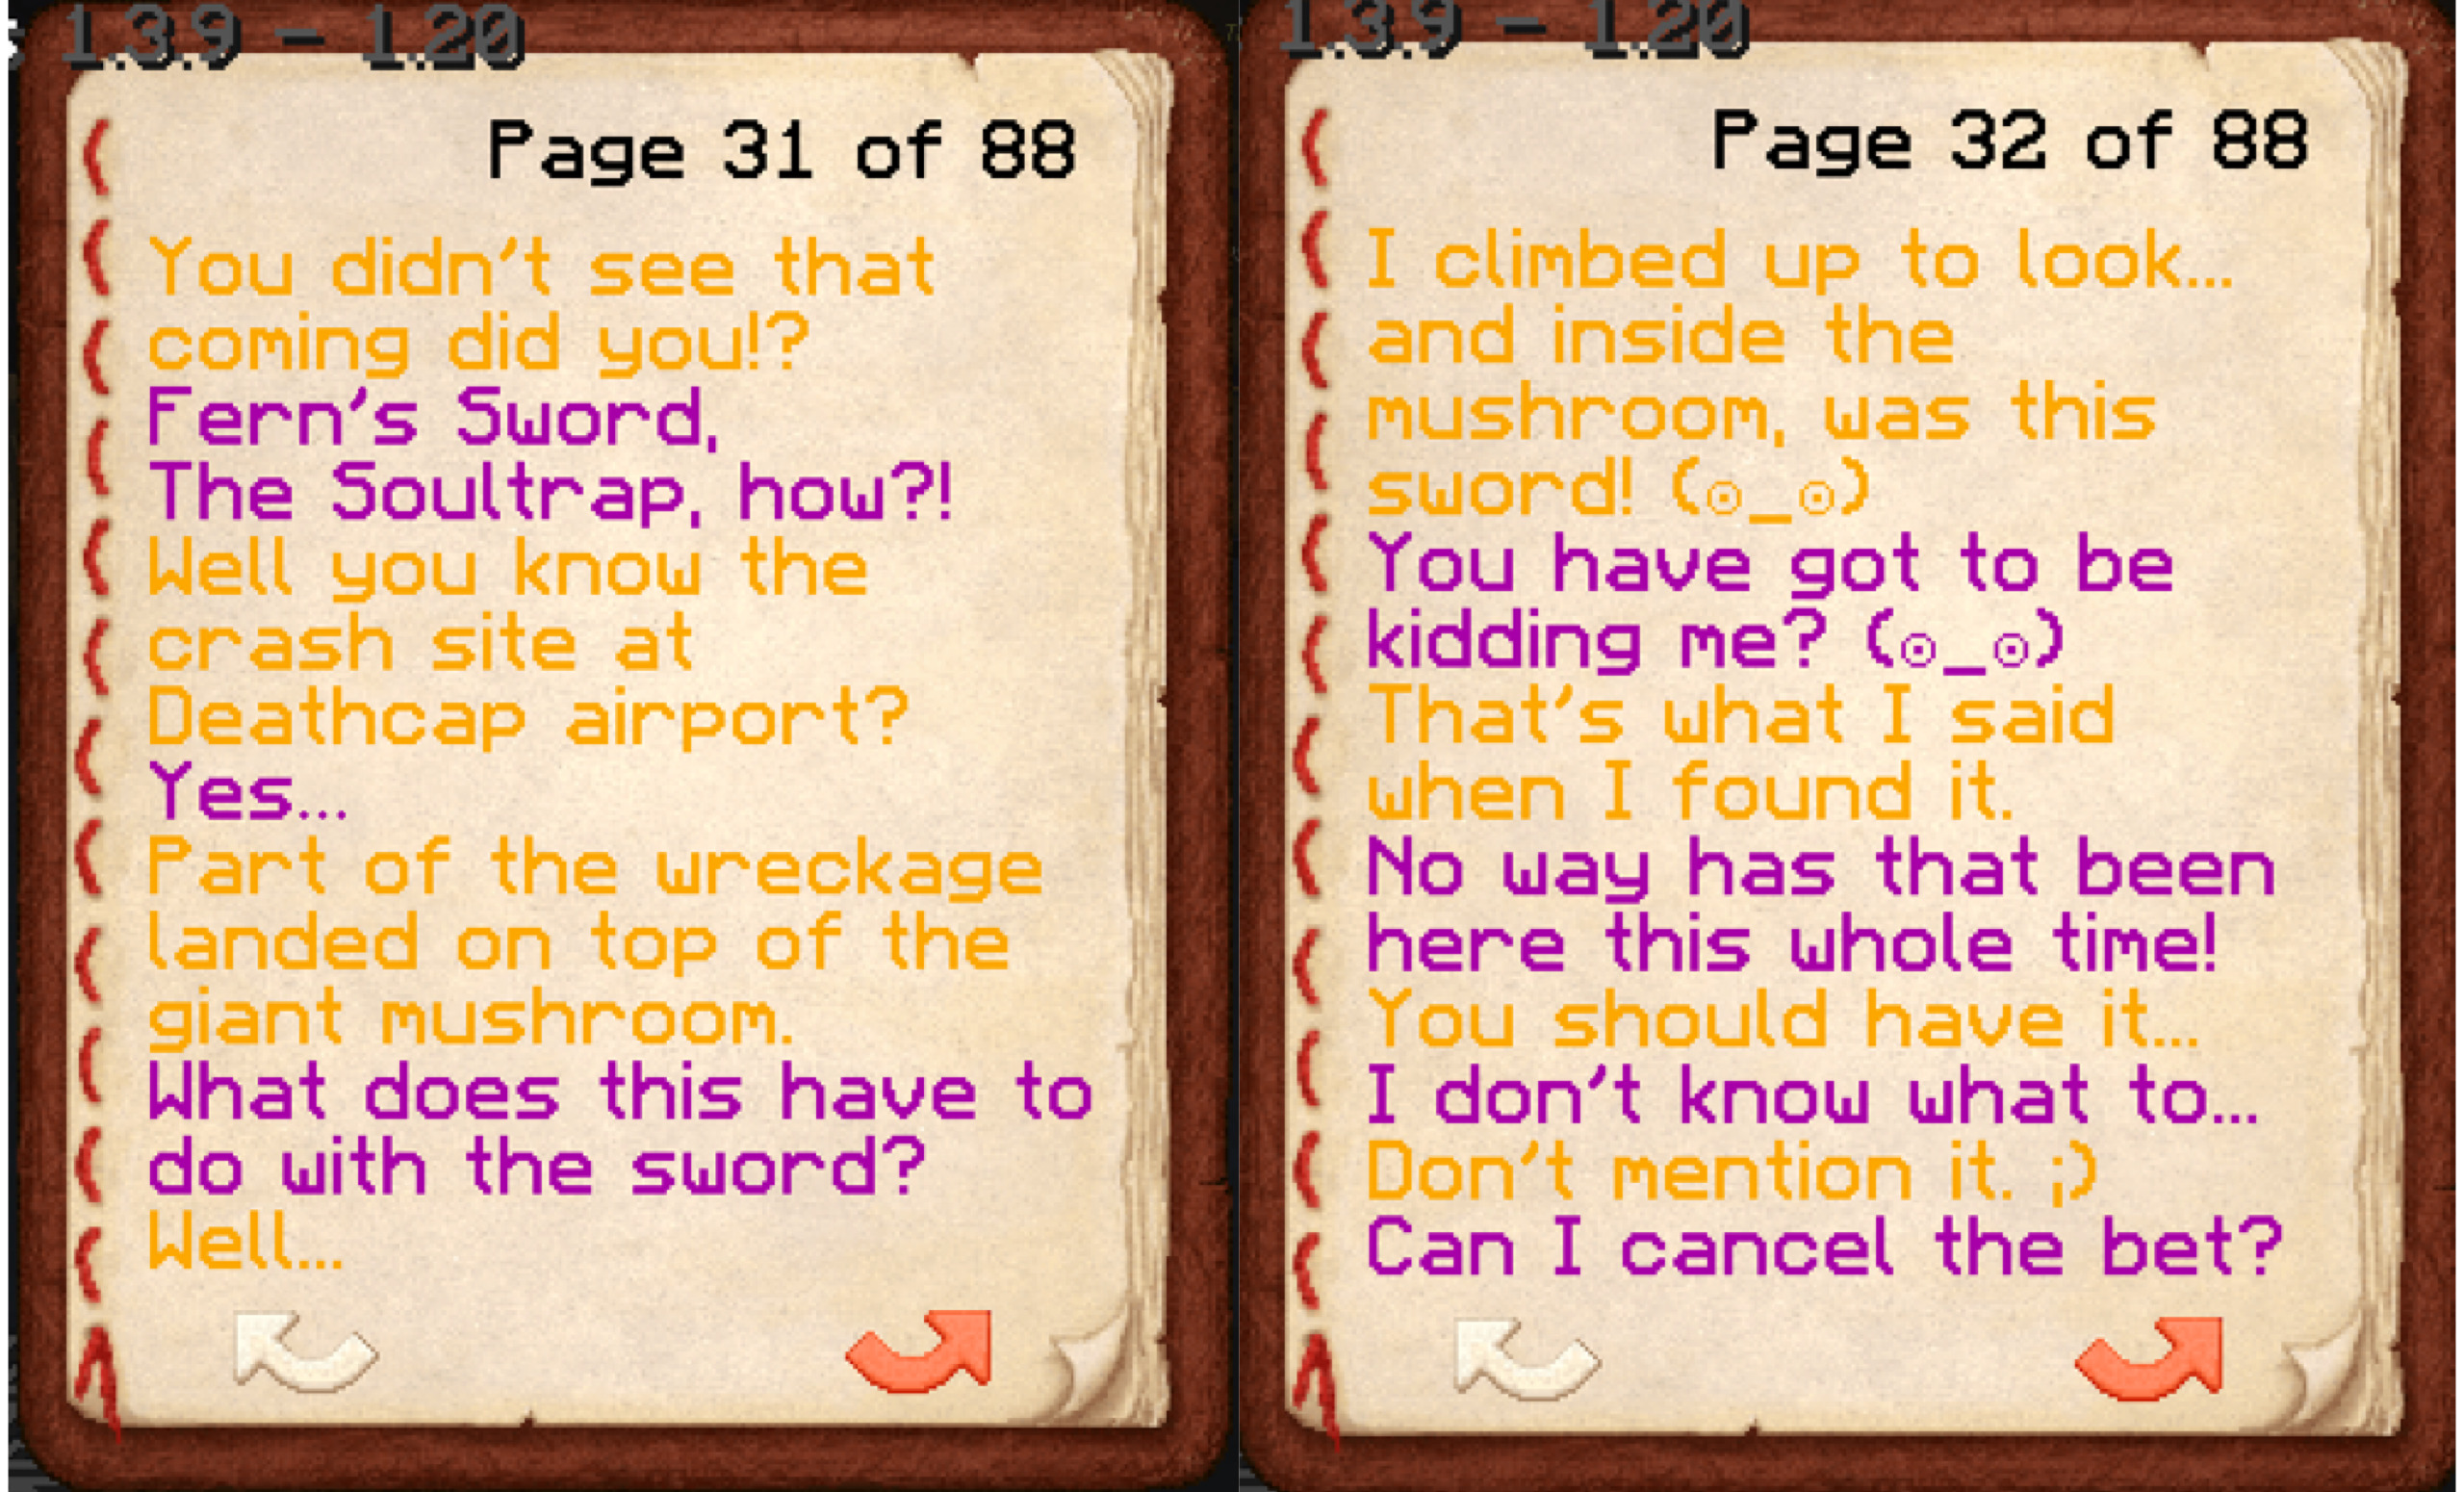 1.3.9 - 1.20
Page 31 of 88
You didn't see that
coming did you!?
Fern's Sword,
The Soultrap, how?!
Well you know the
crash site at
Deathcap airport?
Yes...
Part of the wreckage
landed on top of the
giant mushroom.
What does this have to
do with the sword?
Well...
1.3.9 - 1.20
Page 32 of 88
I climbed up to look...
and inside the
mushroom, was this
sword! (⊙_⊙)
You have got to be
kidding me? (⊙_⊙)
That's what I said
when I found it.
No way has that been
here this whole time!
You should have it...
I don't know what to...
Don't mention it. ;)
Can I cancel the bet?